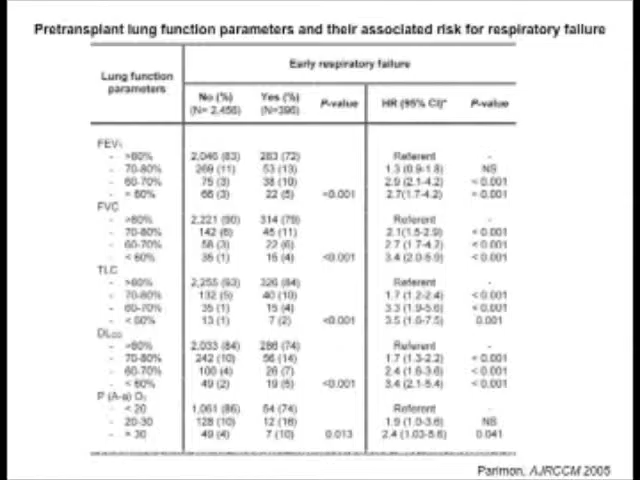 Pretransplant lung function parameters and their associated risk for respiratory failure
Lung function parameters
Early respiratory failure
No (%) Yes (%) P-value HR (95% CI)* P-value
(N= 2,456) (N=396)
FEV₁
- >80% 2,046 (83) 283 (72) Referent -
- 70-80% 269 (11) 53 (13) 1.3 (0.9-1.8) NS
- 60-70% 75 (3) 38 (10) 2.9 (2.1-4.2) < 0.001
- < 60% 66 (3) 22 (5) <0.001 2.7(1.7-4.2) < 0.001
FVC
- >80% 2,221 (90) 314 (79) Referent -
- 70-80% 142 (6) 45 (11) 2.1(1.5-2.9) < 0.001
- 60-70% 58 (3) 22 (6) 2.7 (1.7-4.2) < 0.001
- < 60% 35 (1) 15 (4) <0.001 3.4 (2.0-5.9) < 0.001
TLC
- >80% 2,255 (93) 326 (84) Referent -
- 70-80% 132 (5) 40 (10) 1.7 (1.2-2.4) < 0.001
- 60-70% 35 (1) 15 (4) 3.3 (1.9-5.6) < 0.001
- < 60% 13 (1) 7 (2) <0.001 3.5 (1.6-7.5) 0.001
DLco
- >80% 2,033 (84) 286 (74) Referent -
- 70-80% 242 (10) 56 (14) 1.7 (1.3-2.2) < 0.001
- 60-70% 100 (4) 26 (7) 2.4 (1.6-3.6) < 0.001
- < 60% 49 (2) 19 (5) <0.001 3.4 (2.1-5.4) < 0.001
P (A-a) O₂
- < 20 1,061 (86) 54 (74) Referent -
- 20-30 128 (10) 12 (16) 1.9 (1.0-3.6) NS
- > 30 49 (4) 7 (10) 0.013 2.4 (1.03-5.6) 0.041
Parimon, AJRCCM 2005